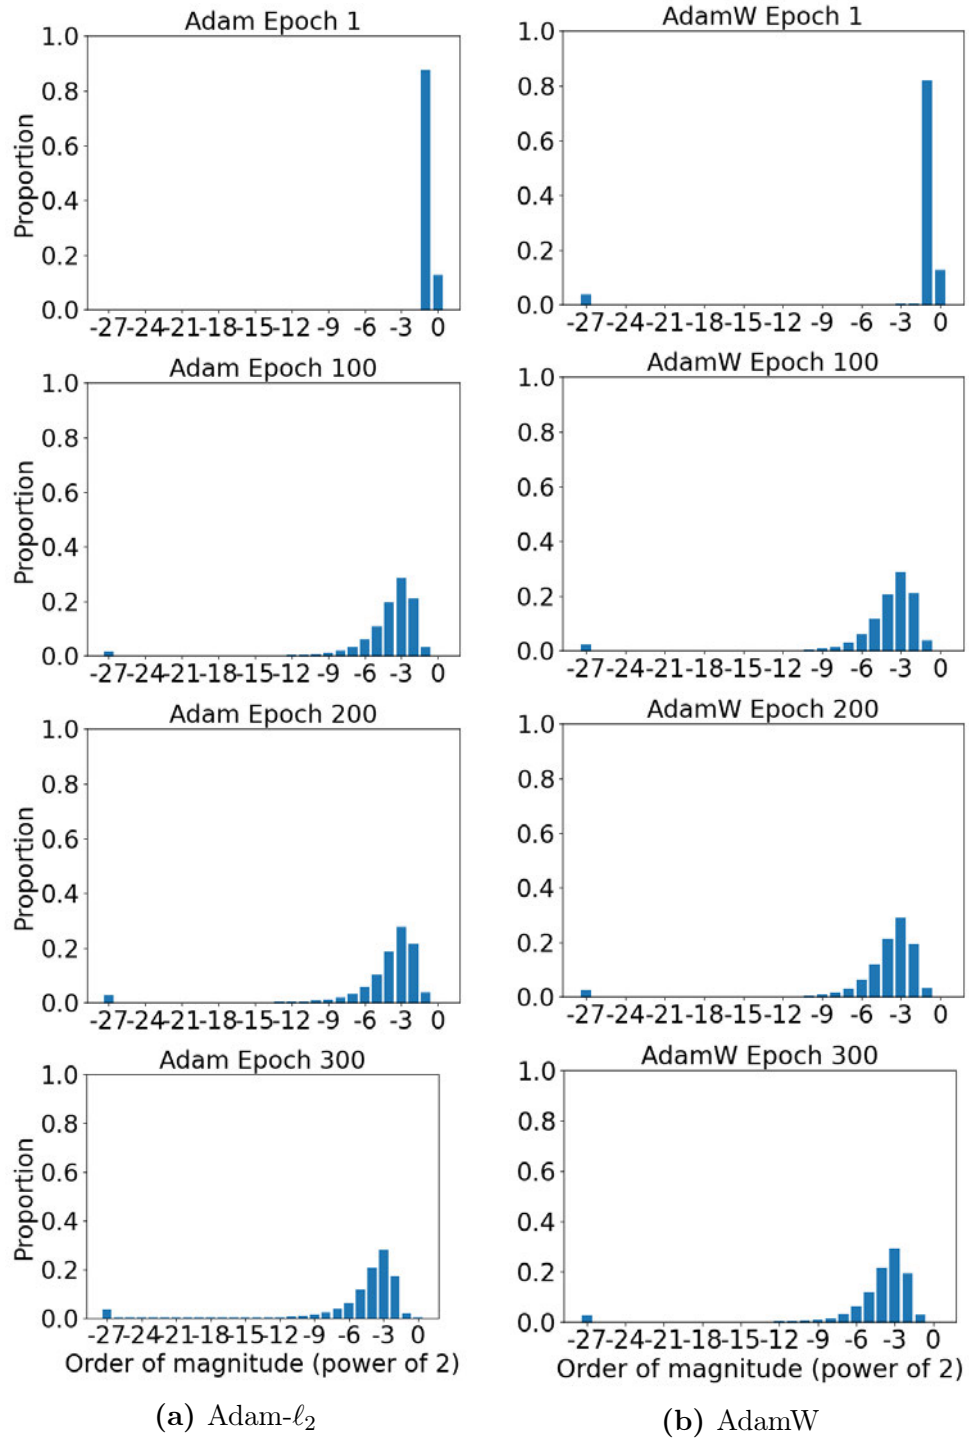 Adam Epoch 1
1.0
0.8
0.6
0.4
0.2
0.0
Proportion
-27 -24 -21 -18 -15 -12 -9 -6 -3 0
AdamW Epoch 1
1.0
0.8
0.6
0.4
0.2
0.0
-27 -24 -21 -18 -15 -12 -9 -6 -3 0
Adam Epoch 100
1.0
0.8
0.6
0.4
0.2
0.0
Proportion
-27 -24 -21 -18 -15 -12 -9 -6 -3 0
AdamW Epoch 100
1.0
0.8
0.6
0.4
0.2
0.0
-27 -24 -21 -18 -15 -12 -9 -6 -3 0
Adam Epoch 200
1.0
0.8
0.6
0.4
0.2
0.0
Proportion
-27 -24 -21 -18 -15 -12 -9 -6 -3 0
AdamW Epoch 200
1.0
0.8
0.6
0.4
0.2
0.0
-27 -24 -21 -18 -15 -12 -9 -6 -3 0
Adam Epoch 300
1.0
0.8
0.6
0.4
0.2
0.0
Proportion
-27 -24 -21 -18 -15 -12 -9 -6 -3 0
Order of magnitude (power of 2)
AdamW Epoch 300
1.0
0.8
0.6
0.4
0.2
0.0
-27 -24 -21 -18 -15 -12 -9 -6 -3 0
Order of magnitude (power of 2)
(a) Adam-ℓ₂
(b) AdamW